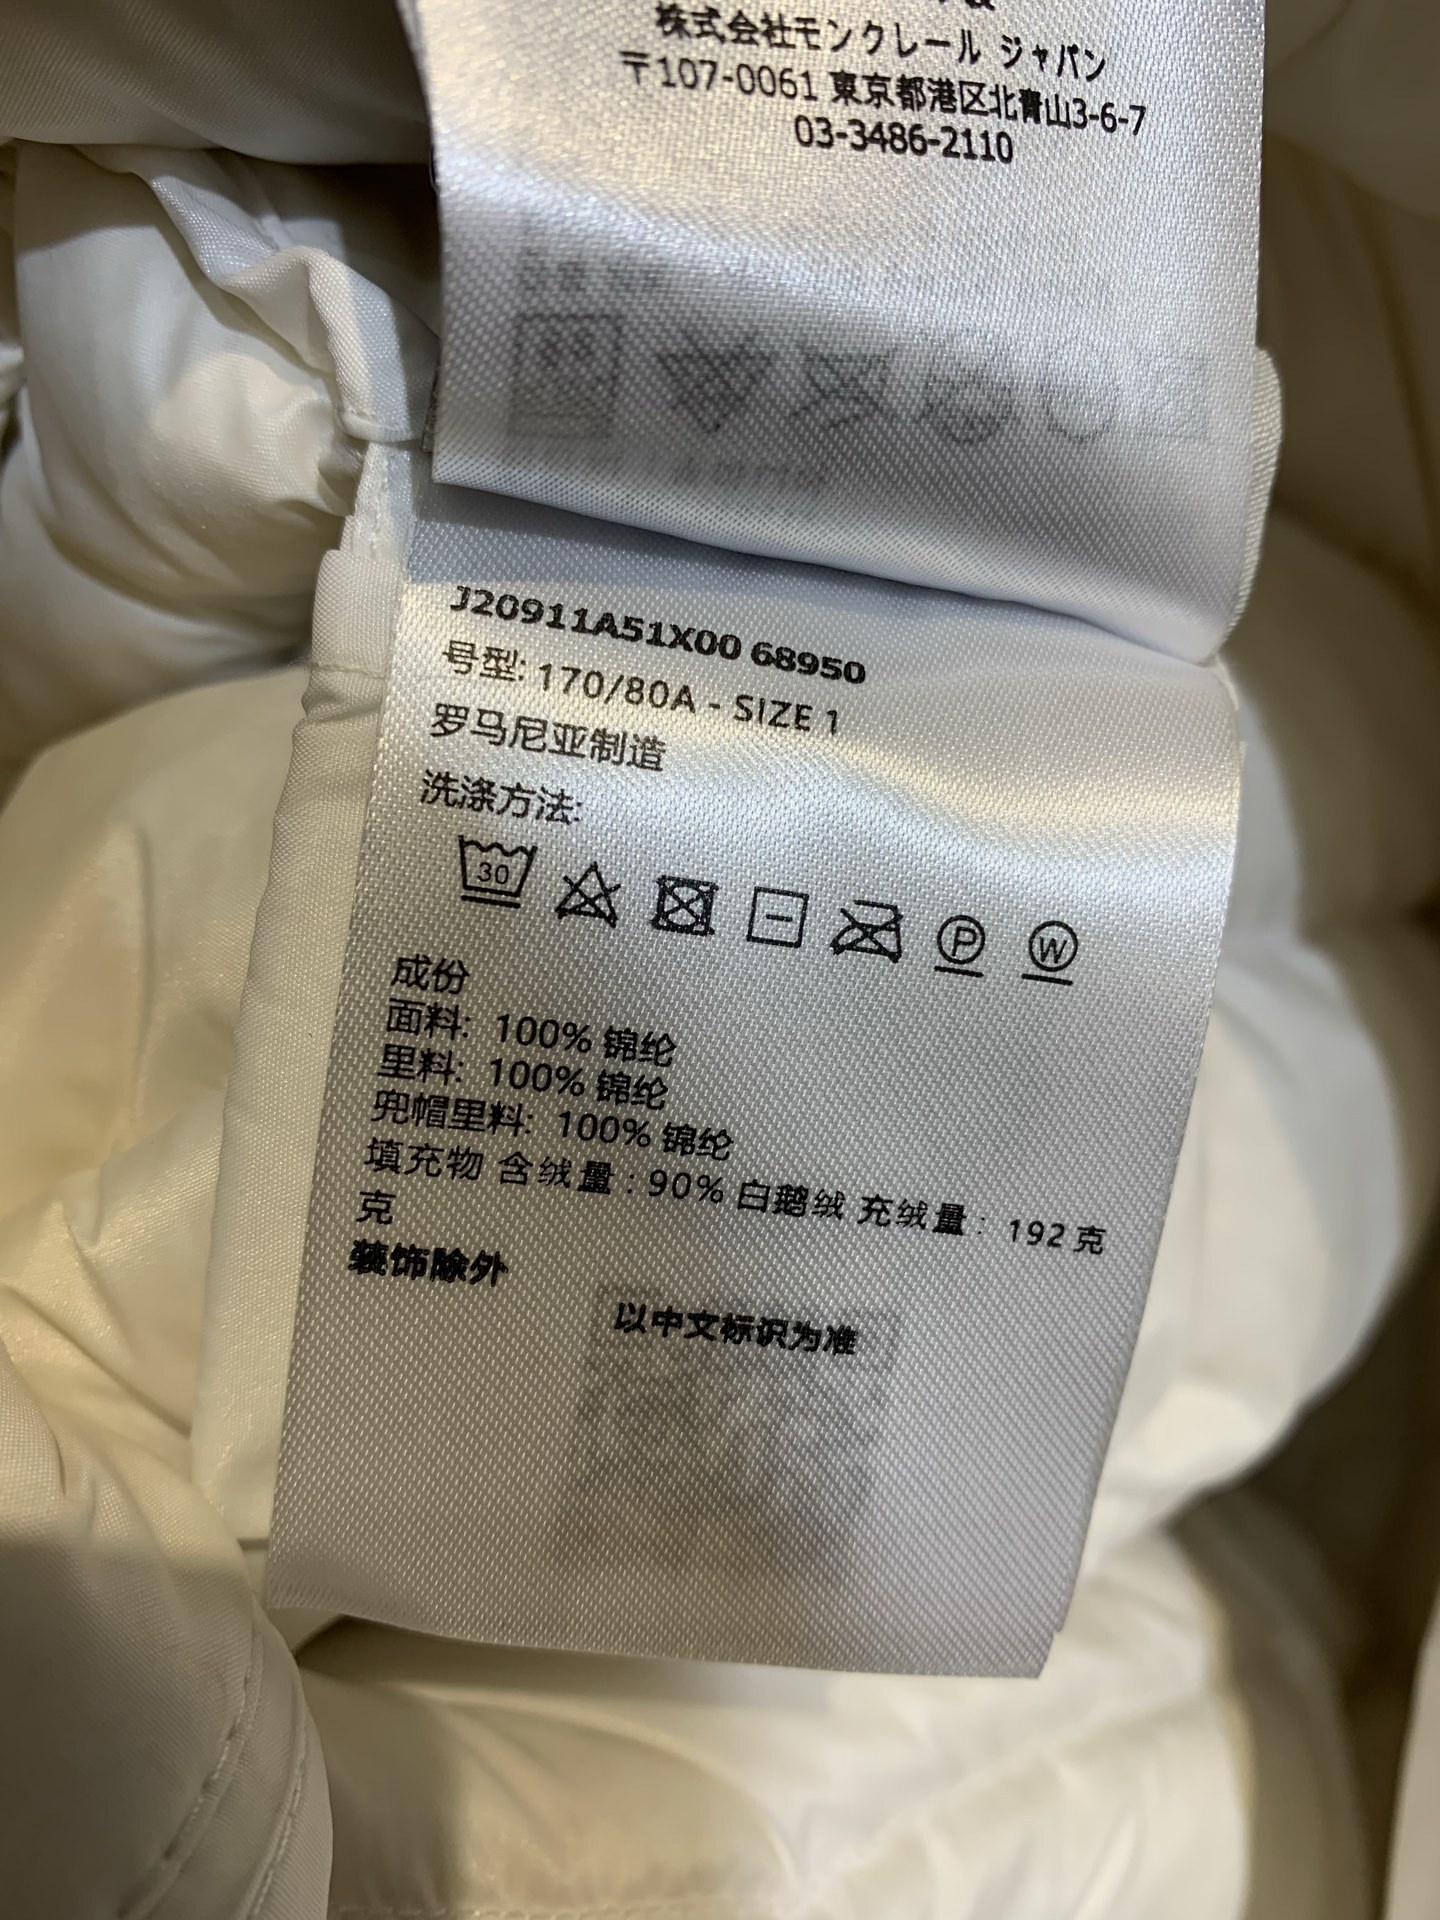 株式会社モンクレール ジャパン
〒107-0061 東京都港区北青山3-6-7
03-3486-2110
J20911A51X00 68950
号型: 170/80A - SIZE 1
罗马尼亚制造
洗涤方法:
30
P
W
成份
面料: 100% 锦纶
里料: 100% 锦纶
兜帽里料: 100% 锦纶
填充物 含绒量: 90% 白鹅绒 充绒量: 192 克
克
装饰除外
以中文标识为准